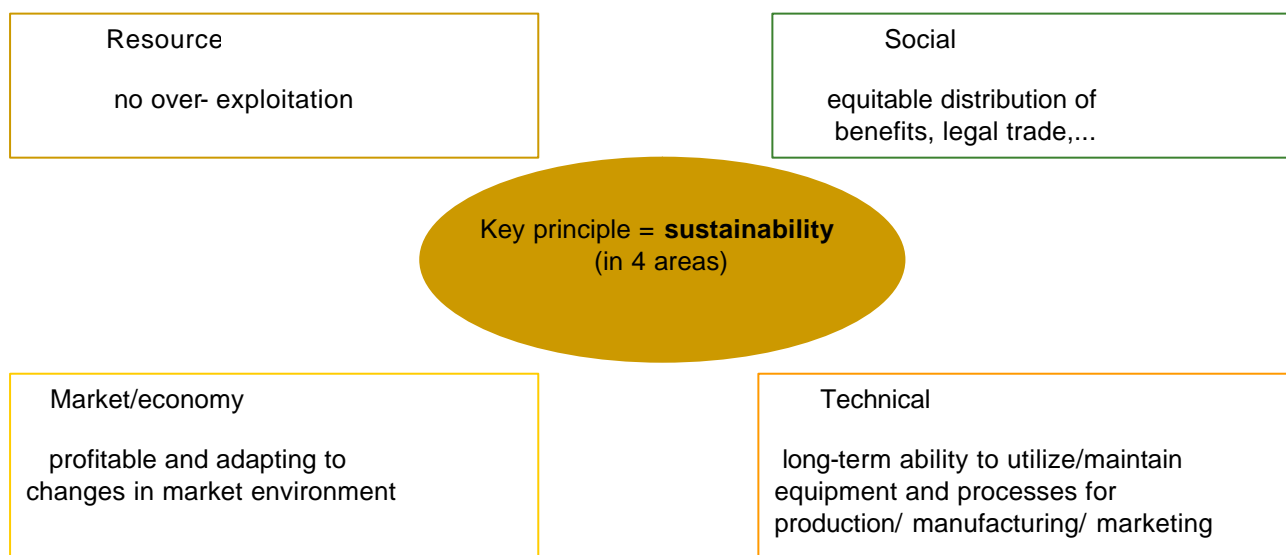 Resource
no over- exploitation
Social
equitable distribution of
benefits, legal trade,...
Key principle = sustainability
(in 4 areas)
Market/economy
profitable and adapting to
changes in market environment
Technical
long-term ability to utilize/maintain
equipment and processes for
production/ manufacturing/ marketing